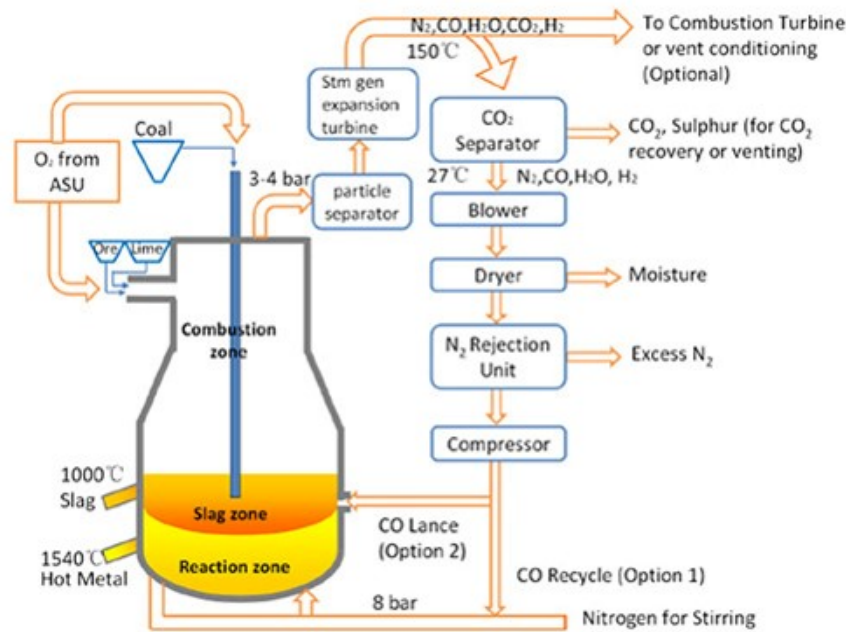 N₂,CO,H₂O,CO₂,H₂
150℃
To Combustion Turbine
or vent conditioning
(Optional)
Stm gen
expansion
turbine
CO₂
Separator
CO₂, Sulphur (for CO₂
recovery or venting)
Coal
O₂ from
ASU
3-4 bar
particle
separator
27℃
N₂,CO,H₂O, H₂
Blower
Ore
Lime
Dryer
Moisture
Combustion
zone
N₂ Rejection
Unit
Excess N₂
Compressor
1000℃
Slag
Slag zone
CO Lance
(Option 2)
1540℃
Hot Metal
Reaction zone
CO Recycle (Option 1)
8 bar
Nitrogen for Stirring